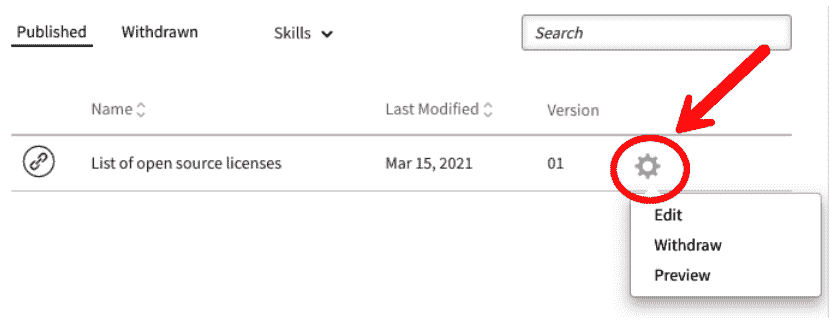 Published Withdrawn Skills Search
Name Last Modified Version
List of open source licenses Mar 15, 2021 01
Edit
Withdraw
Preview